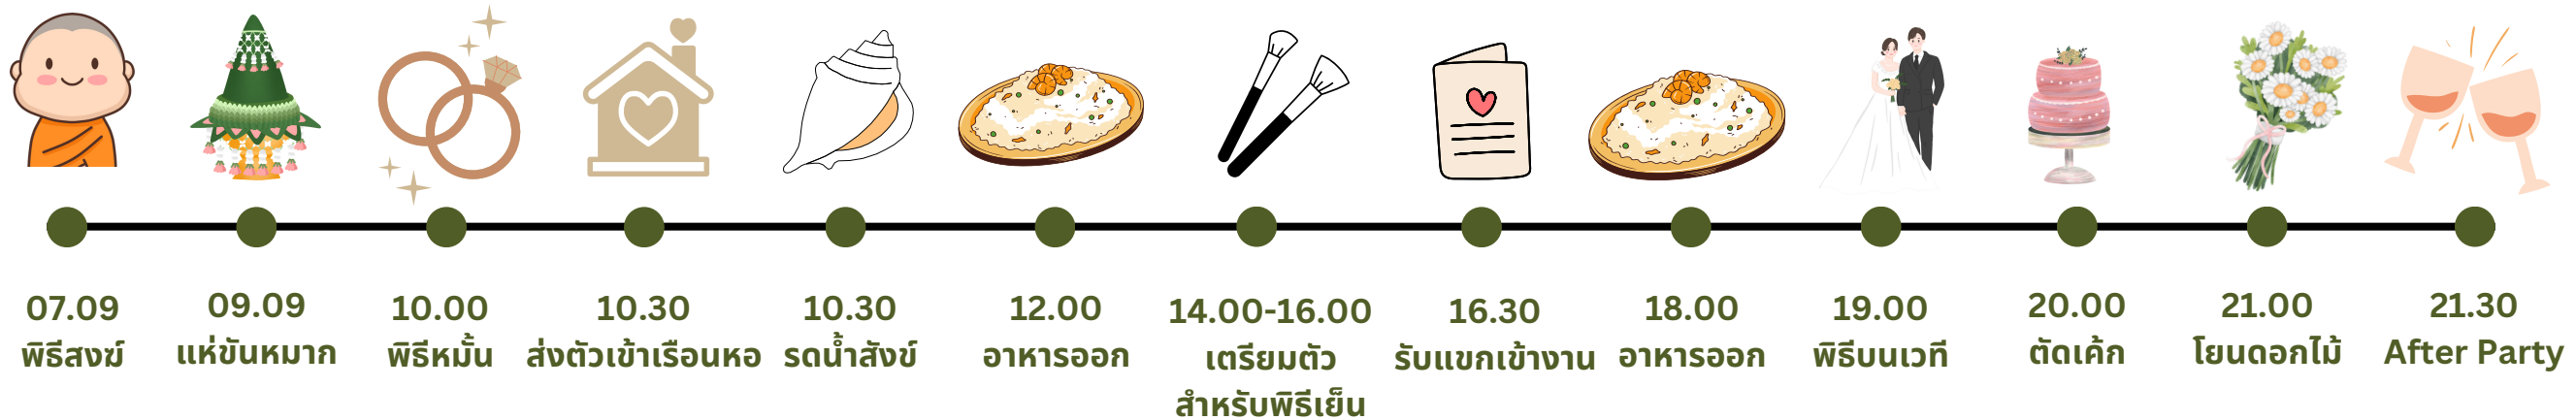 07.09
พิธีสงฆ์
09.09
แห่ขันหมาก
10.00
พิธีหมั้น
10.30
ส่งตัวเข้าเรือนหอ
10.30
รดน้ำสังข์
12.00
อาหารออก
14.00-16.00
เตรียมตัว
สำหรับพิธีเย็น
16.30
รับแขกเข้างาน
18.00
อาหารออก
19.00
พิธีบนเวที
20.00
ตัดเค้ก
21.00
โยนดอกไม้
21.30
After Party